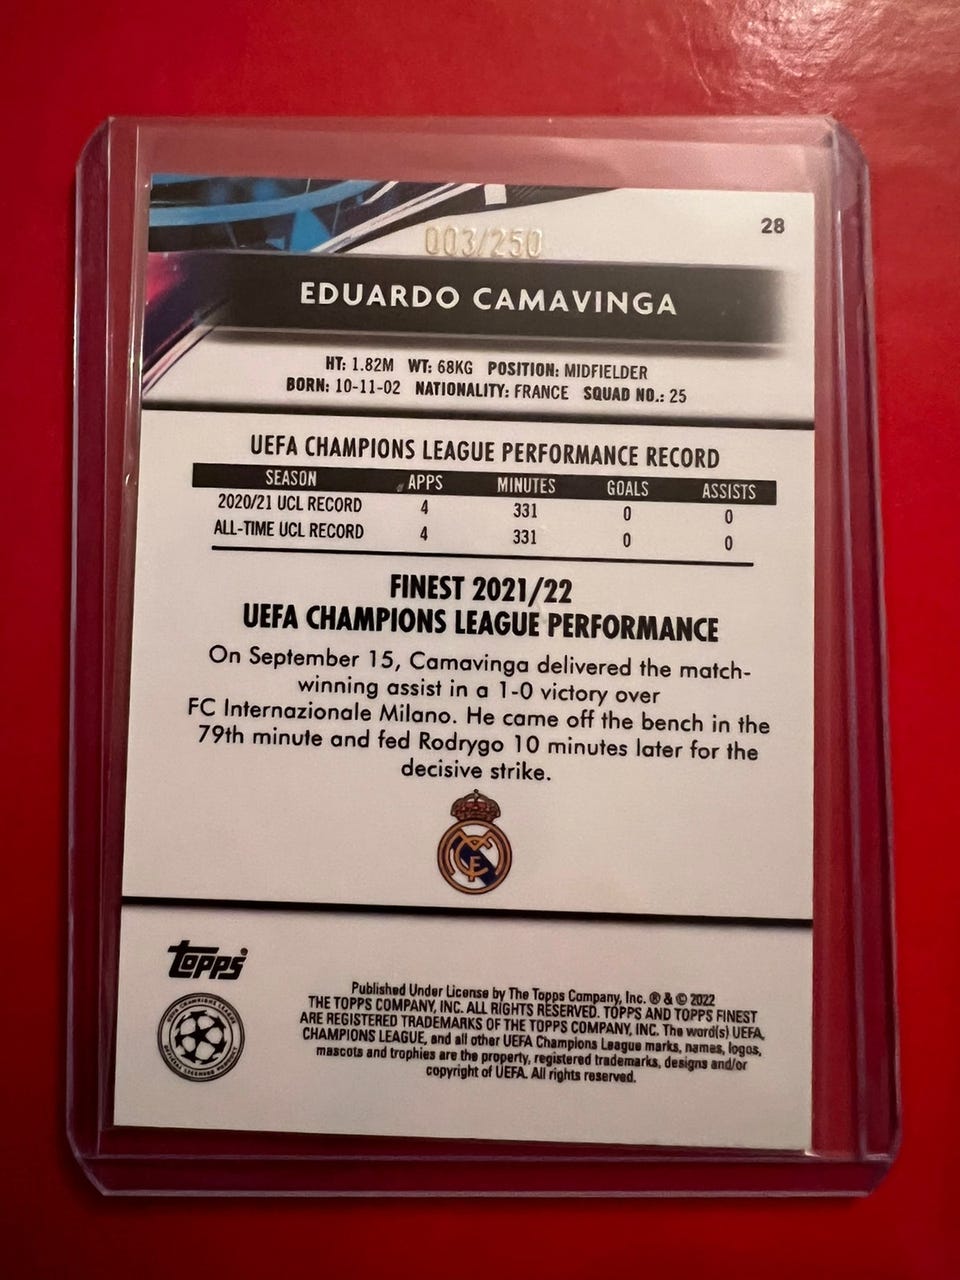 28
003/250
EDUARDO CAMAVINGA
HT: 1.82M WT: 68KG POSITION: MIDFIELDER
BORN: 10-11-02 NATIONALITY: FRANCE SQUAD NO.: 25
UEFA CHAMPIONS LEAGUE PERFORMANCE RECORD
SEASON APPS MINUTES GOALS ASSISTS
2020/21 UCL RECORD 4 331 0 0
ALL-TIME UCL RECORD 4 331 0 0
FINEST 2021/22
UEFA CHAMPIONS LEAGUE PERFORMANCE
On September 15, Camavinga delivered the match-
winning assist in a 1-0 victory over
FC Internazionale Milano. He came off the bench in the
79th minute and fed Rodrygo 10 minutes later for the
decisive strike.
topps
Published Under License by The Topps Company, Inc. ® & © 2022
THE TOPPS COMPANY, INC. ALL RIGHTS RESERVED. TOPPS AND TOPPS FINEST
ARE REGISTERED TRADEMARKS OF THE TOPPS COMPANY, INC. The word(s) UEFA,
CHAMPIONS LEAGUE, and all other UEFA Champions League marks, names, logos,
mascots and trophies are the property, registered trademarks, designs and/or
copyright of UEFA. All rights reserved.
UEFA CHAMPIONS LEAGUE
OFFICIAL LICENSED PRODUCT